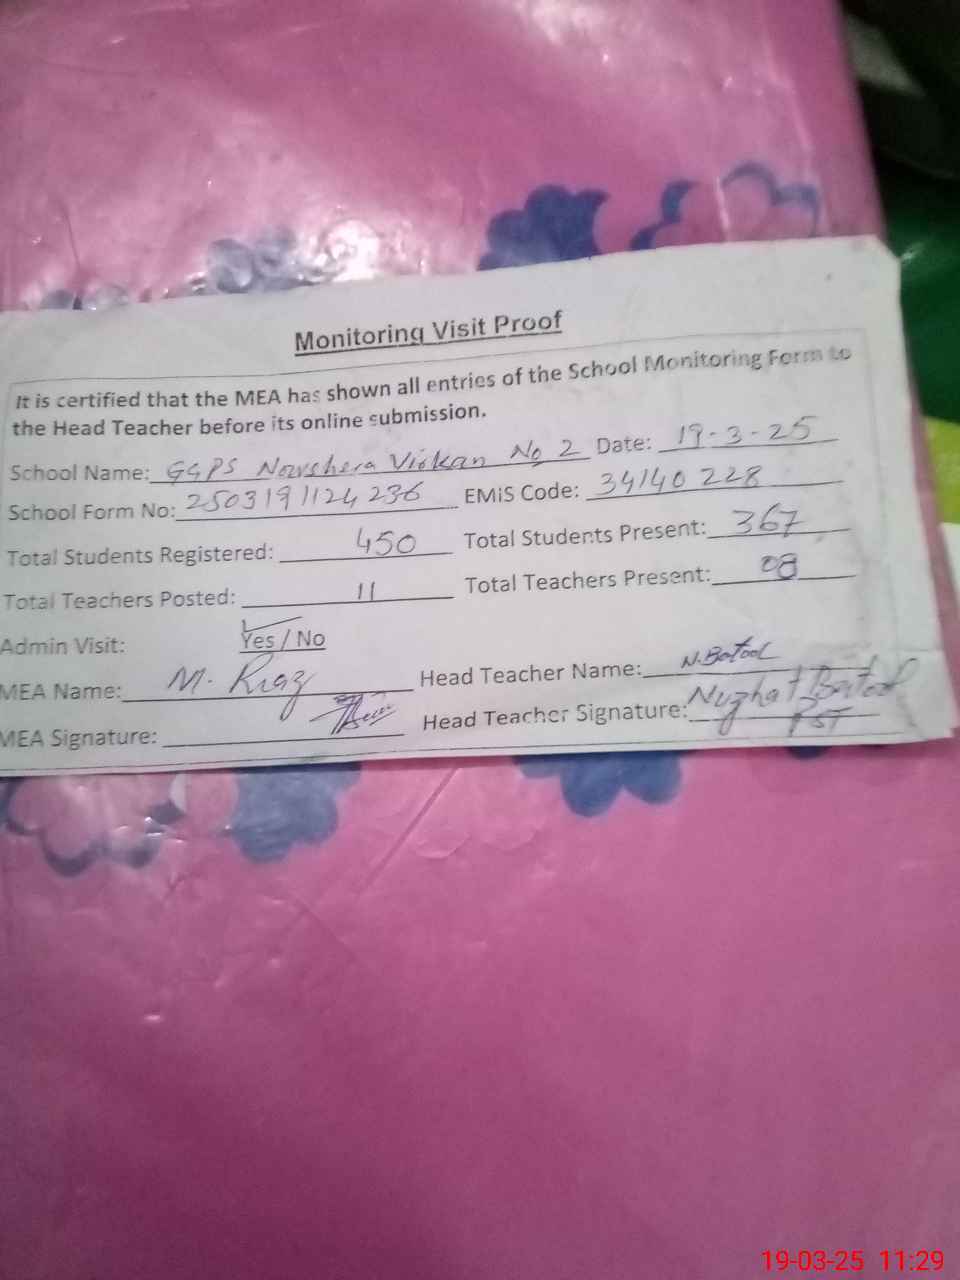 Monitoring Visit Proof
It is certified that the MEA has shown all entries of the School Monitoring Form to
the Head Teacher before its online submission.
School Name: GGPS Nowshera Virkan No 2 Date: 19-3-25
School Form No: 2503191124236 EMiS Code: 34140228
Total Students Registered: 450 Total Students Present: 367
Total Teachers Posted: 11 Total Teachers Present: 08
Admin Visit: Yes / No
MEA Name: M. Riaz Head Teacher Name: N.Batool
MEA Signature: Head Teacher Signature: Nuzhat Batool
PST
19-03-25 11:29